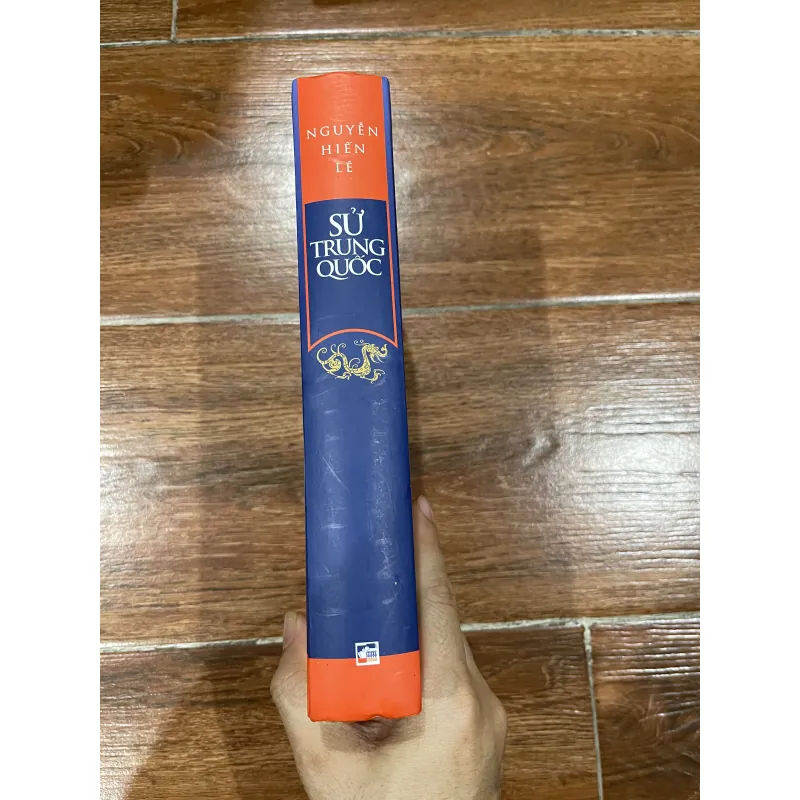 NGUYỄN
HIẾN
LÊ
SỬ
TRUNG
QUỐC